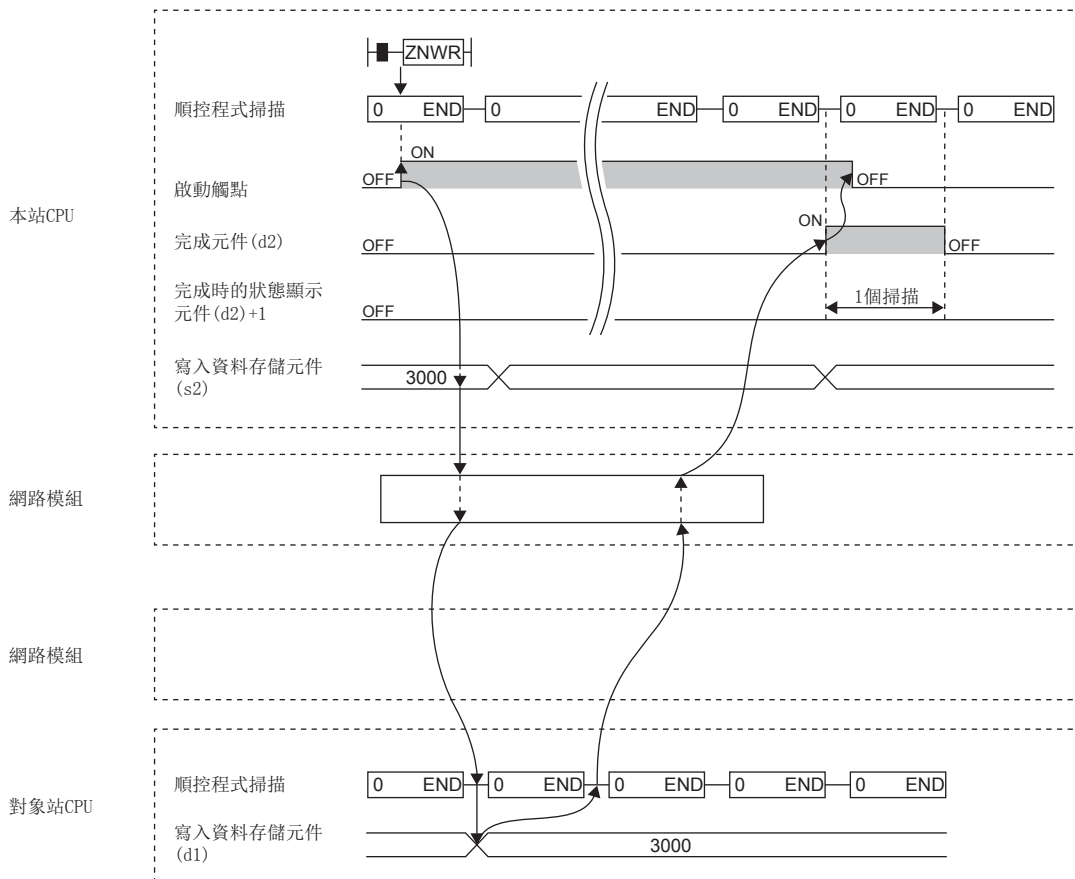 ZNWR
順控程式掃描
0 END 0 END 0 END 0 END 0 END
ON
啟動觸點
OFF
OFF
本站CPU
ON
完成元件(d2)
OFF
OFF
完成時的狀態顯示
元件(d2)+1
OFF
1個掃描
寫入資料存儲元件
(s2)
3000
網路模組
網路模組
順控程式掃描
0 END 0 END 0 END 0 END 0 END
對象站CPU
寫入資料存儲元件
(d1)
3000